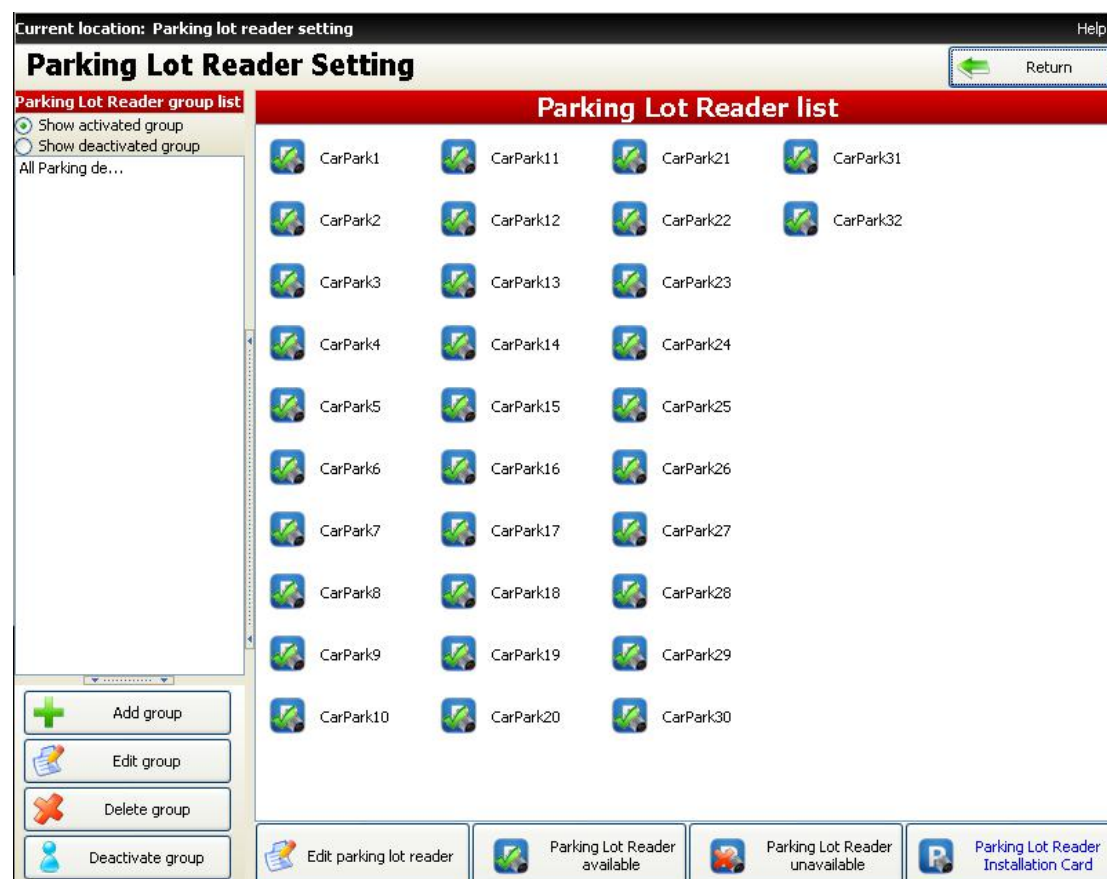 Current location: Parking lot reader setting
Help
Parking Lot Reader Setting
Return
Parking Lot Reader group list
Show activated group
Show deactivated group
All Parking de...
Parking Lot Reader list
CarPark1
CarPark11
CarPark21
CarPark31
CarPark2
CarPark12
CarPark22
CarPark32
CarPark3
CarPark13
CarPark23
CarPark4
CarPark14
CarPark24
CarPark5
CarPark15
CarPark25
CarPark6
CarPark16
CarPark26
CarPark7
CarPark17
CarPark27
CarPark8
CarPark18
CarPark28
CarPark9
CarPark19
CarPark29
CarPark10
CarPark20
CarPark30
Add group
Edit group
Delete group
Deactivate group
Edit parking lot reader
Parking Lot Reader
available
Parking Lot Reader
unavailable
P
Parking Lot Reader
Installation Card